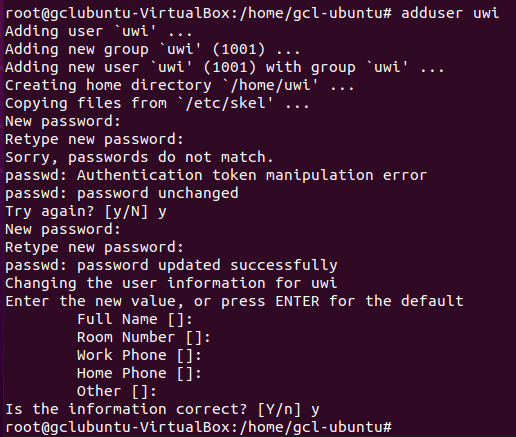 root@gclubuntu-VirtualBox:/home/gcl-ubuntu# adduser uwi
Adding user `uwi' ...
Adding new group `uwi' (1001) ...
Adding new user `uwi' (1001) with group `uwi' ...
Creating home directory `/home/uwi' ...
Copying files from `/etc/skel' ...
New password:
Retype new password:
Sorry, passwords do not match.
passwd: Authentication token manipulation error
passwd: password unchanged
Try again? [y/N] y
New password:
Retype new password:
passwd: password updated successfully
Changing the user information for uwi
Enter the new value, or press ENTER for the default
        Full Name []:
        Room Number []:
        Work Phone []:
        Home Phone []:
        Other []:
Is the information correct? [Y/n] y
root@gclubuntu-VirtualBox:/home/gcl-ubuntu#